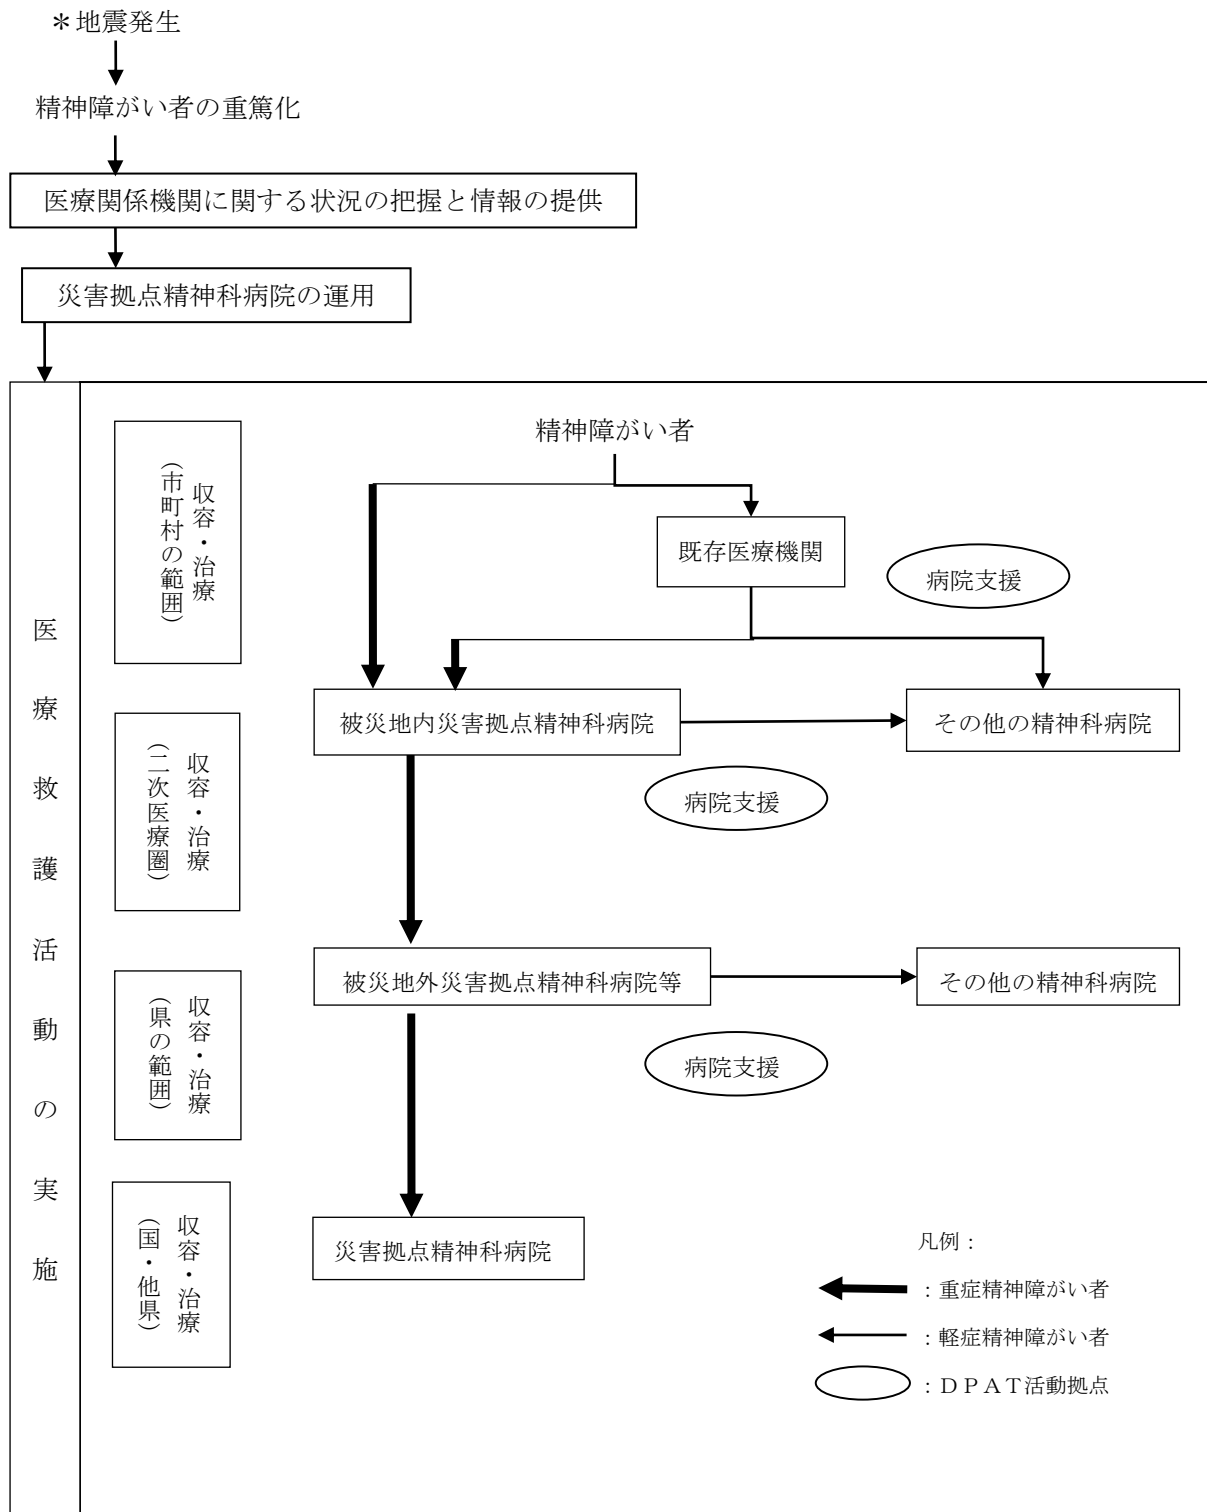 ＊地震発生
精神障がい者の重篤化
医療関係機関に関する状況の把握と情報の提供
災害拠点精神科病院の運用
医療救護活動の実施
収容・治療
（市町村の範囲）
精神障がい者
既存医療機関
病院支援
被災地内災害拠点精神科病院
その他の精神科病院
収容・治療
（二次医療圏）
病院支援
被災地外災害拠点精神科病院等
その他の精神科病院
収容・治療
（県の範囲）
病院支援
収容・治療
（国・他県）
災害拠点精神科病院
凡例：
：重症精神障がい者
：軽症精神障がい者
：ＤＰＡＴ活動拠点